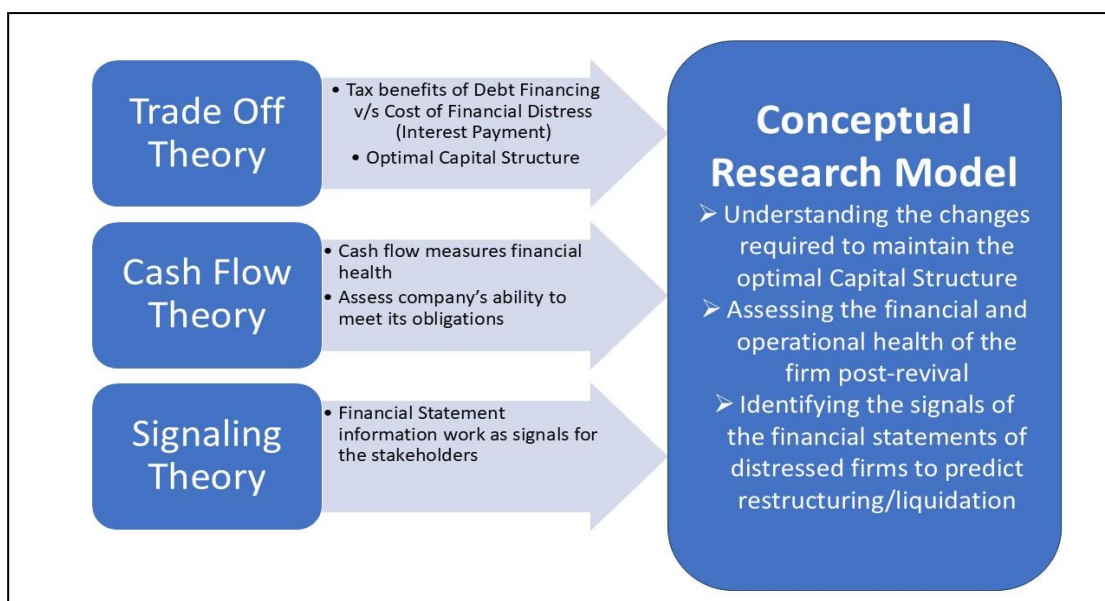 Trade Off
Theory
• Tax benefits of Debt Financing
v/s Cost of Financial Distress
(Interest Payment)
• Optimal Capital Structure
Cash Flow
Theory
• Cash flow measures financial
health
• Assess company's ability to
meet its obligations
Signaling
Theory
• Financial Statement
information work as signals for
the stakeholders
Conceptual
Research Model
➢ Understanding the changes
required to maintain the
optimal Capital Structure
➢ Assessing the financial and
operational health of the
firm post-revival
➢ Identifying the signals of
the financial statements of
distressed firms to predict
restructuring/liquidation